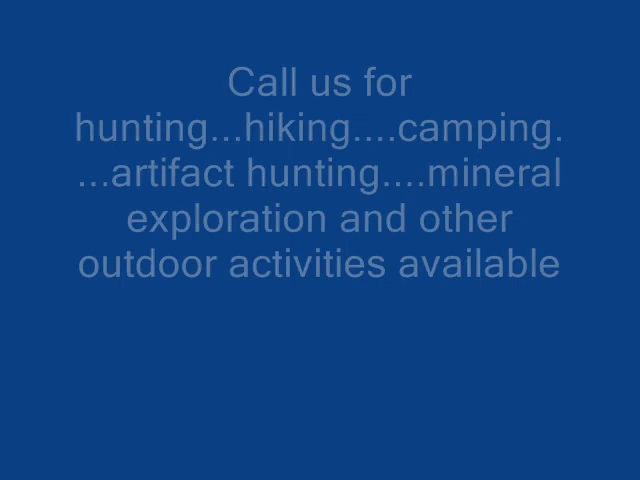 Call us for
hunting...hiking....camping.
...artifact hunting....mineral
exploration and other
outdoor activities available